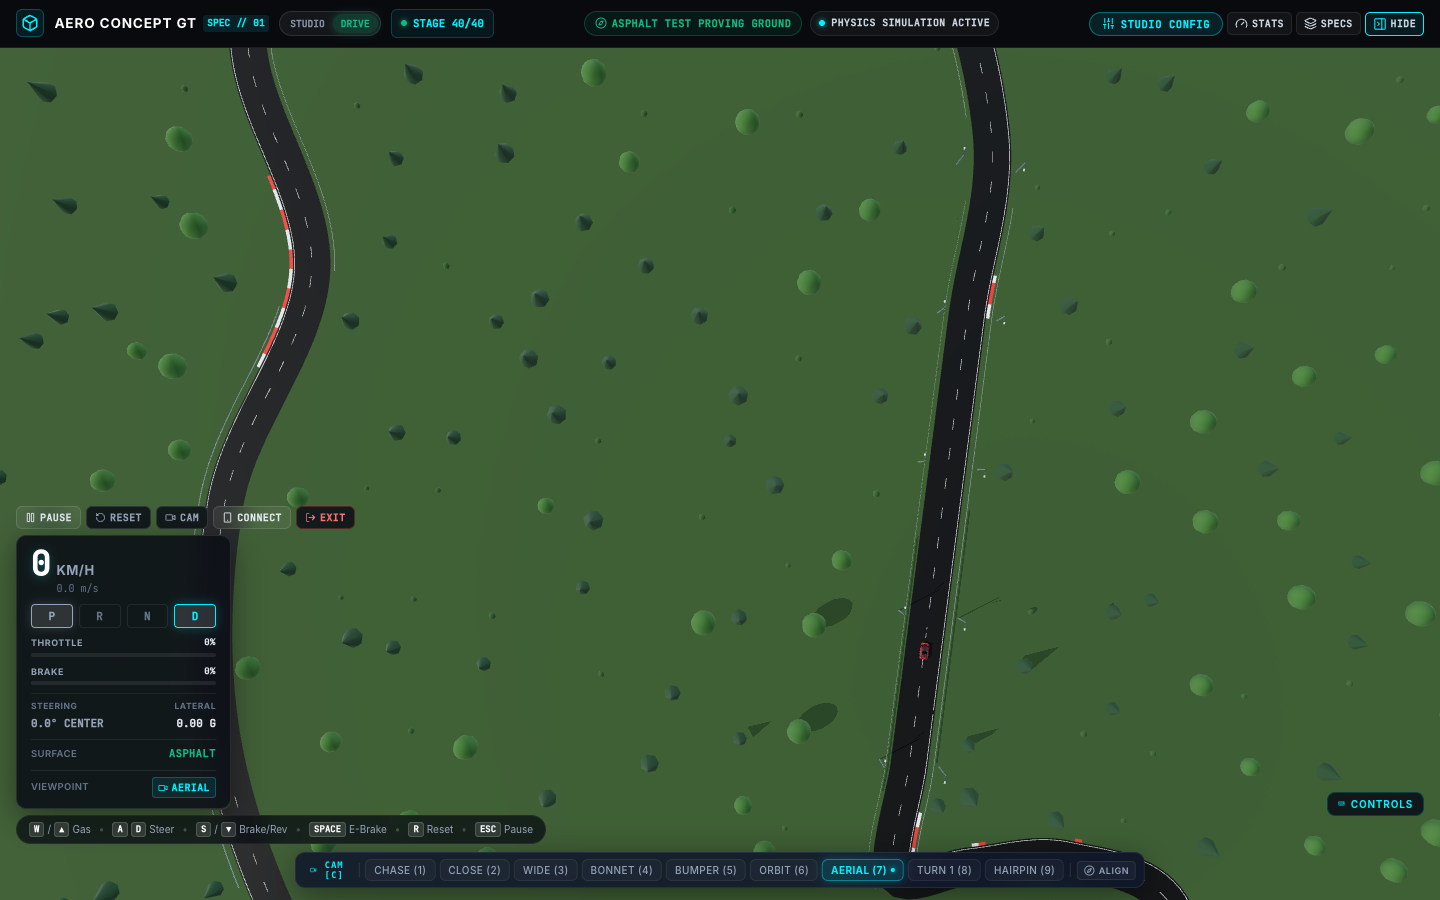 AERO CONCEPT GT SPEC // 01 STUDIO DRIVE STAGE 40/40 ASPHALT TEST PROVING GROUND PHYSICS SIMULATION ACTIVE STUDIO CONFIG STATS SPECS HIDE
PAUSE RESET CAM CONNECT EXIT
0 KM/H
0.0 m/s
P R N D
THROTTLE 0%
BRAKE 0%
STEERING LATERAL
0.0° CENTER 0.00 G
SURFACE ASPHALT
VIEWPOINT AERIAL
CONTROLS
W / ▲ Gas • A D Steer • S / ▼ Brake/Rev • SPACE E-Brake • R Reset • ESC Pause
CAM [C] CHASE (1) CLOSE (2) WIDE (3) BONNET (4) BUMPER (5) ORBIT (6) AERIAL (7) TURN 1 (8) HAIRPIN (9) ALIGN